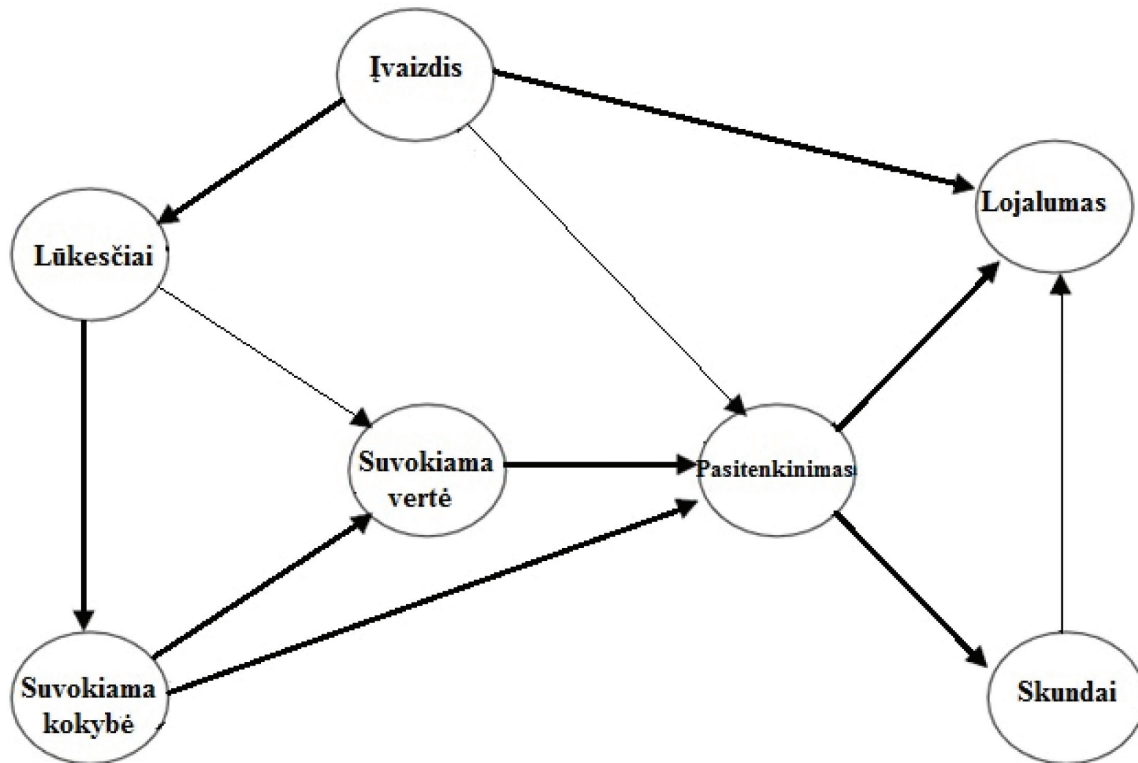 Įvaizdis
Lojalumas
Lūkesčiai
Suvokiama
vertė
Pasitenkinimas
Suvokiama
kokybė
Skundai